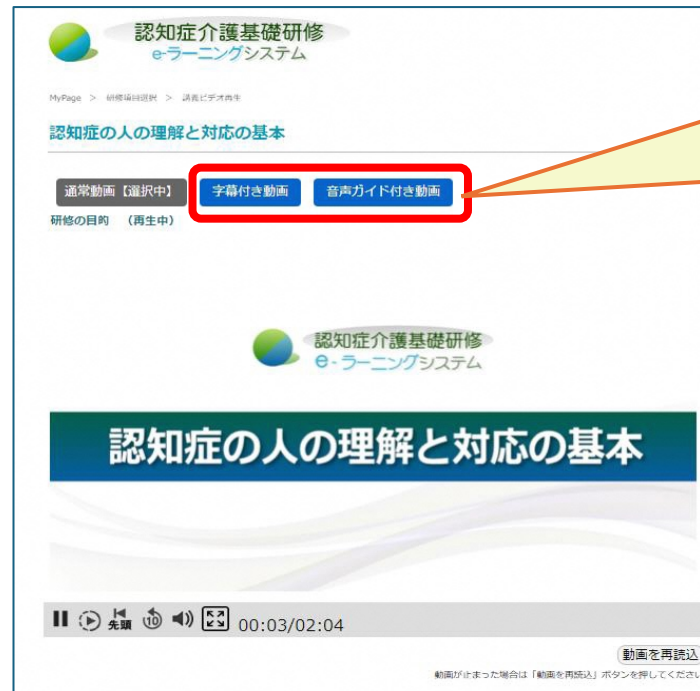 認知症介護基礎研修
e-ラーニングシステム
MyPage > 研修項目選択 > 講義ビデオ再生
認知症の人の理解と対応の基本
通常動画【選択中】 字幕付き動画 音声ガイド付き動画
研修の目的 （再生中）
認知症介護基礎研修
e-ラーニングシステム
認知症の人の理解と対応の基本
先頭 10 00:03/02:04
動画を再読込
動画が止まった場合は「動画を再読込」ボタンを押してくださ